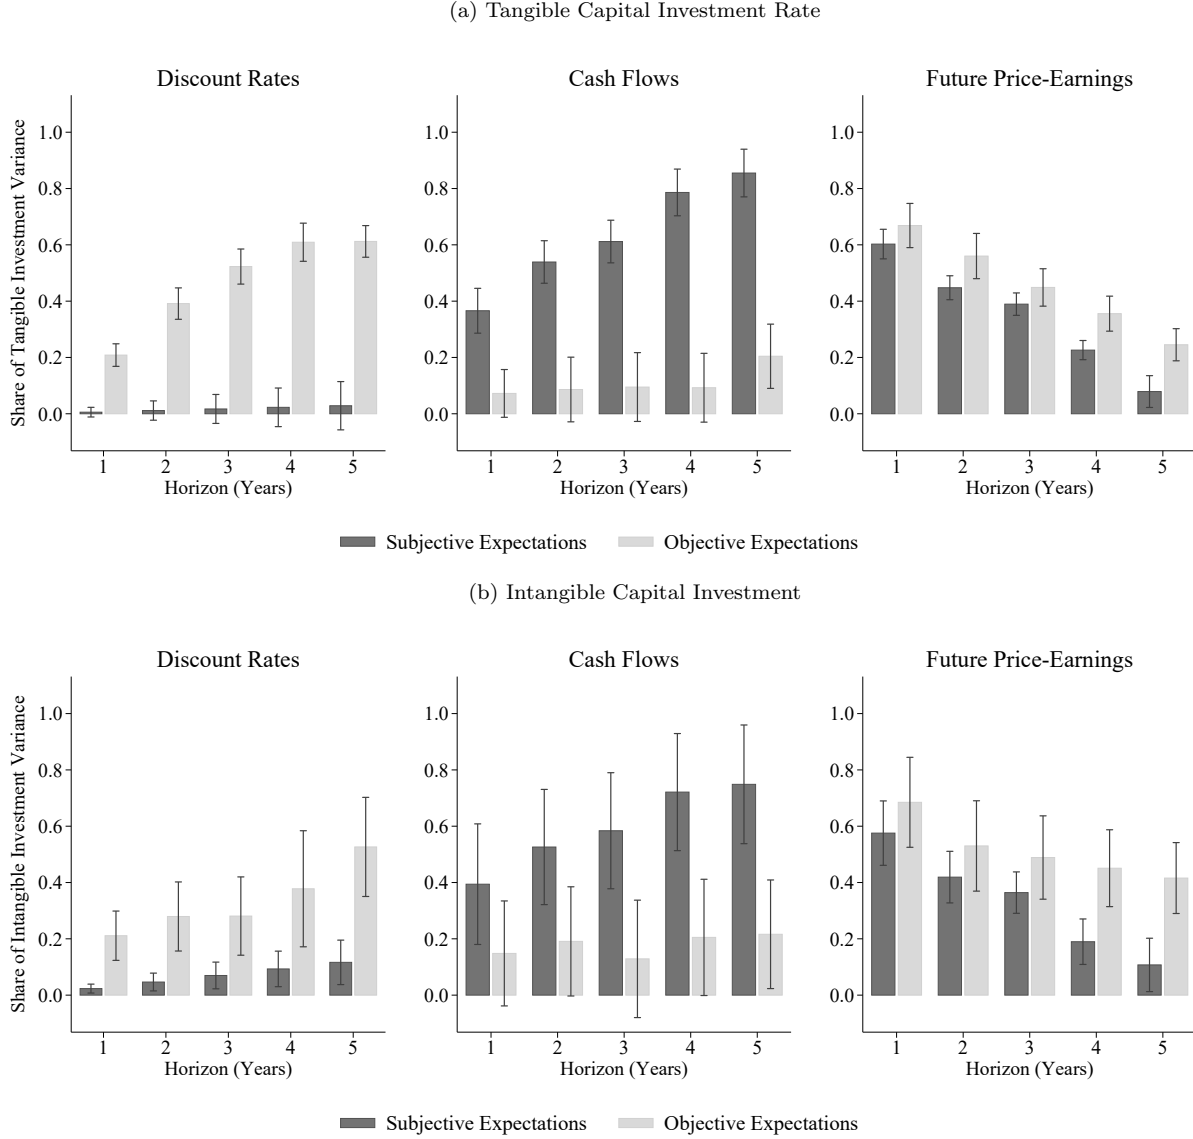 (a) Tangible Capital Investment Rate
Discount Rates
Cash Flows
Future Price-Earnings
Share of Tangible Investment Variance
1.0
0.8
0.6
0.4
0.2
0.0
1 2 3 4 5
Horizon (Years)
1.0
0.8
0.6
0.4
0.2
0.0
1 2 3 4 5
Horizon (Years)
1.0
0.8
0.6
0.4
0.2
0.0
1 2 3 4 5
Horizon (Years)
Subjective Expectations
Objective Expectations
(b) Intangible Capital Investment
Discount Rates
Cash Flows
Future Price-Earnings
Share of Intangible Investment Variance
1.0
0.8
0.6
0.4
0.2
0.0
1 2 3 4 5
Horizon (Years)
1.0
0.8
0.6
0.4
0.2
0.0
1 2 3 4 5
Horizon (Years)
1.0
0.8
0.6
0.4
0.2
0.0
1 2 3 4 5
Horizon (Years)
Subjective Expectations
Objective Expectations